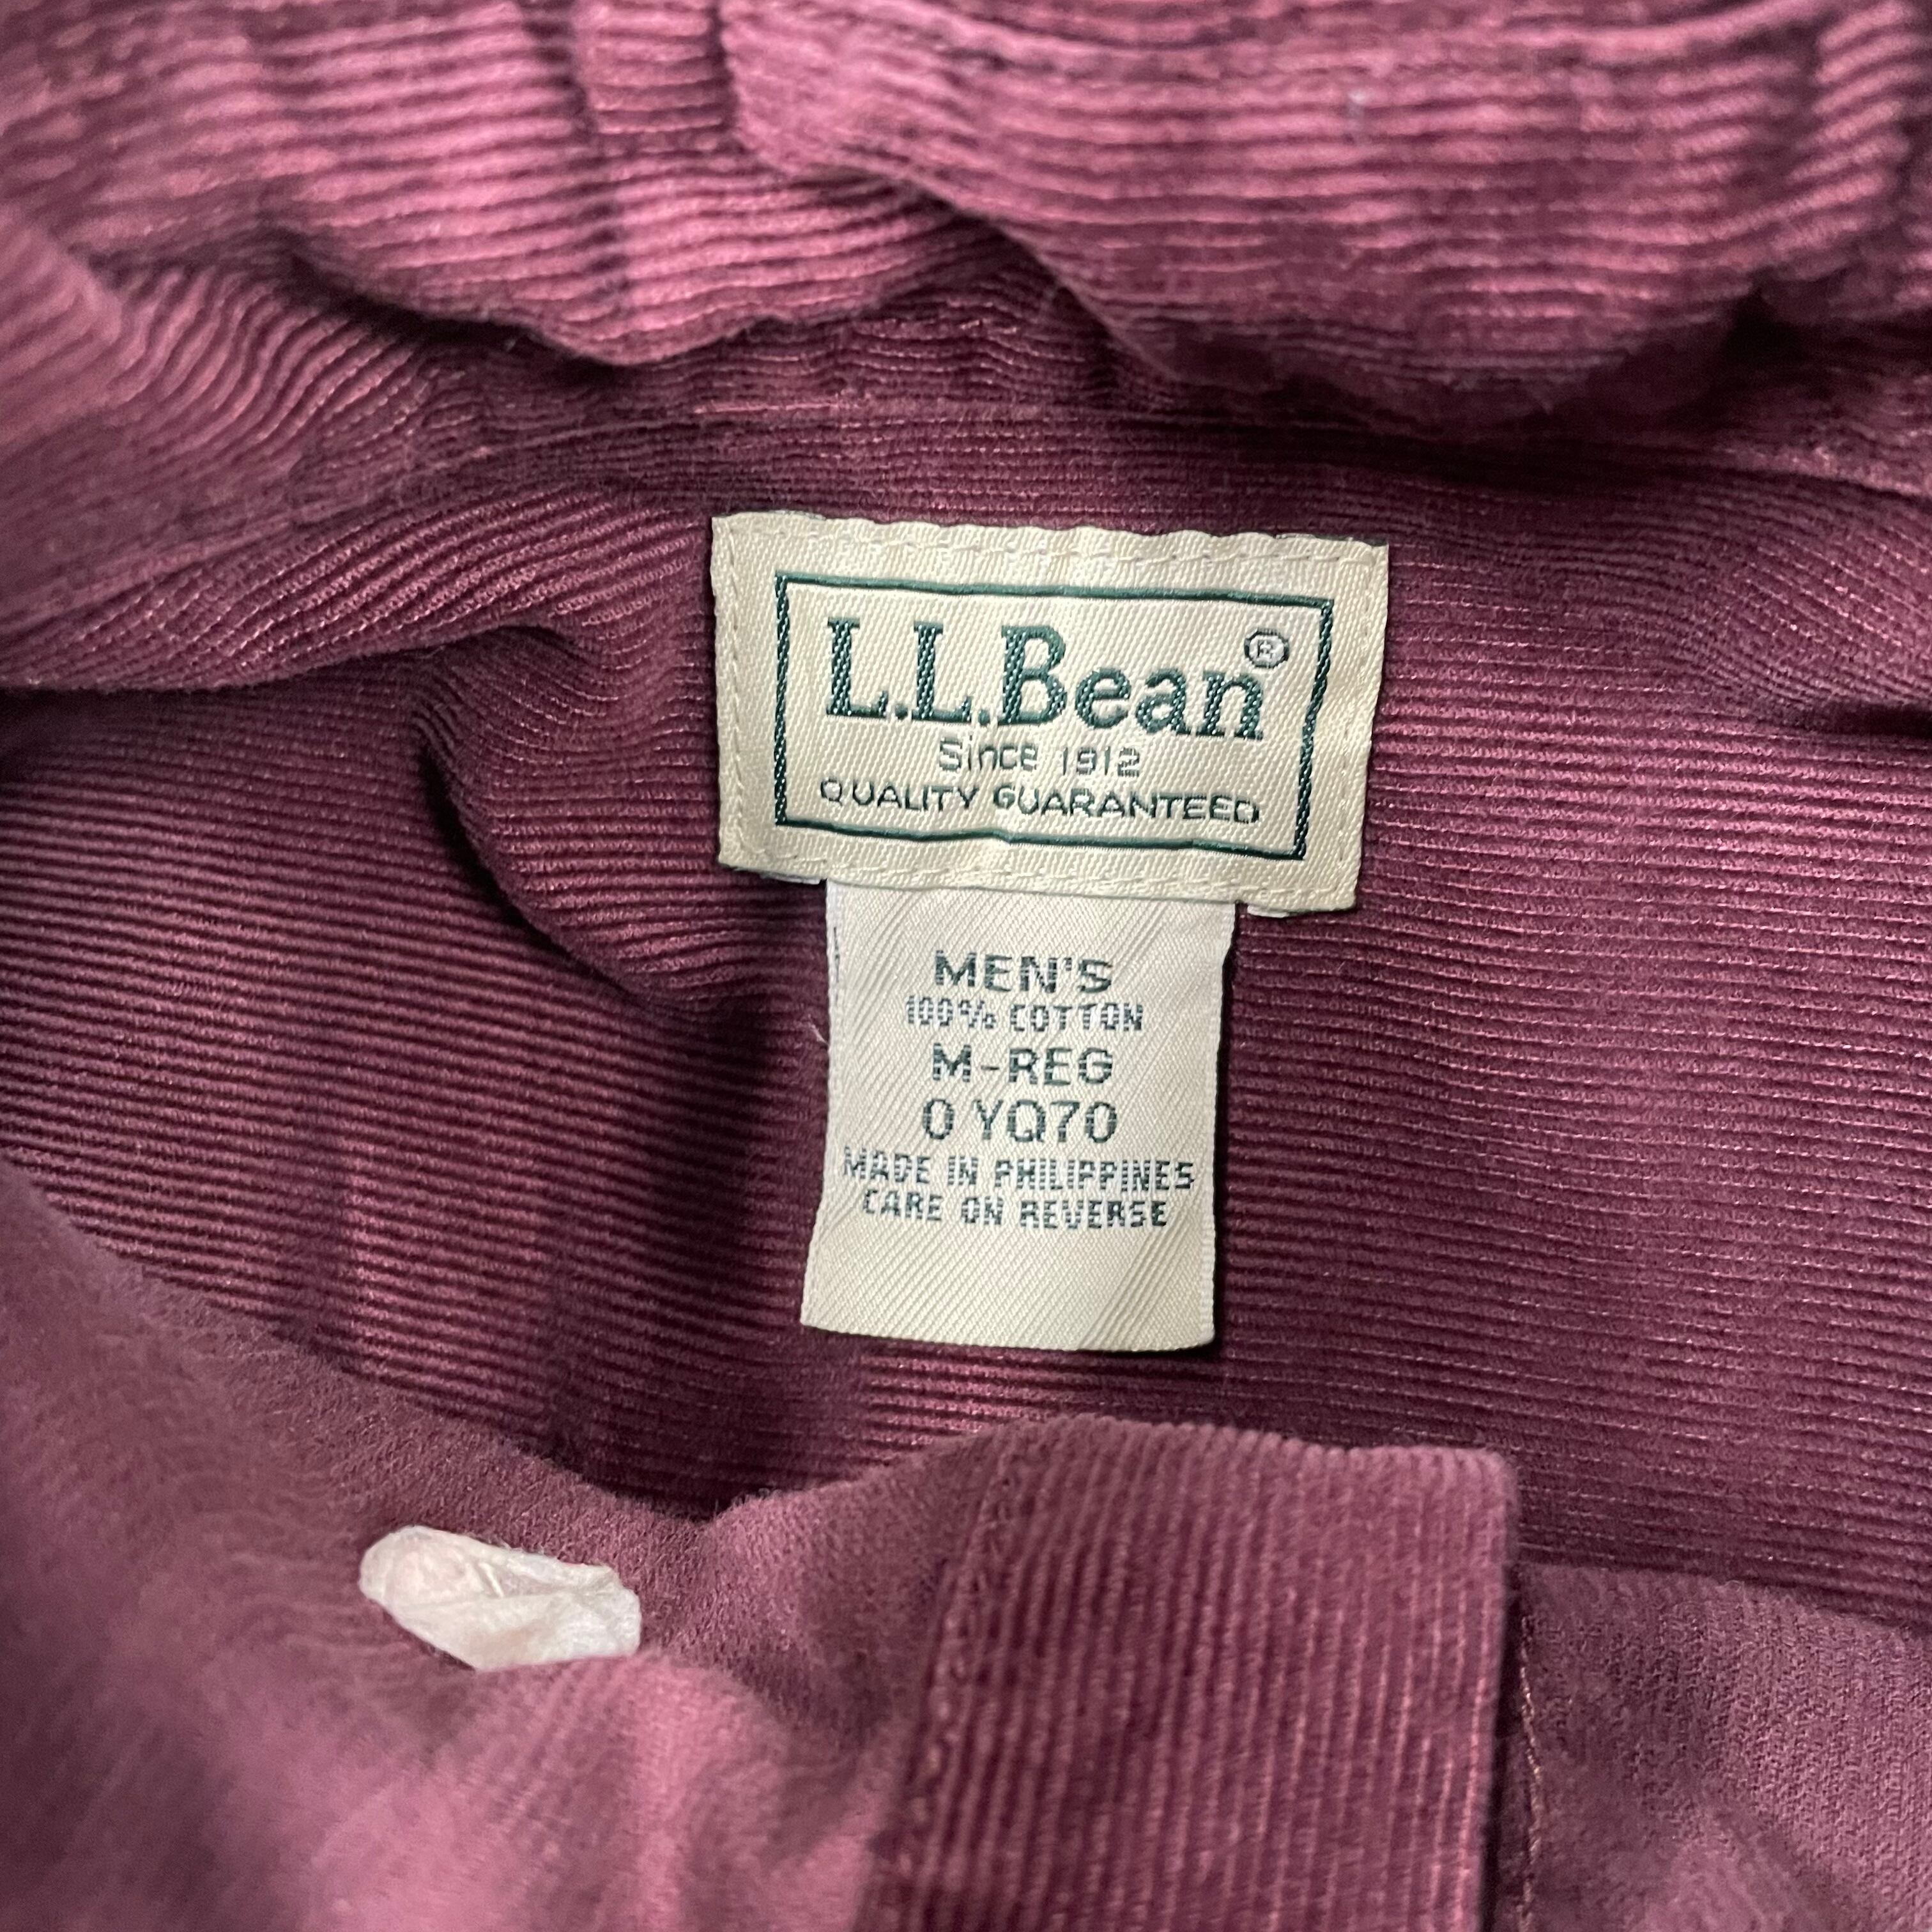 L.L.Bean®
Since 1912
QUALITY GUARANTEED
MEN'S
100% COTTON
M-REG
0 YQ70
MADE IN PHILIPPINES
CARE ON REVERSE